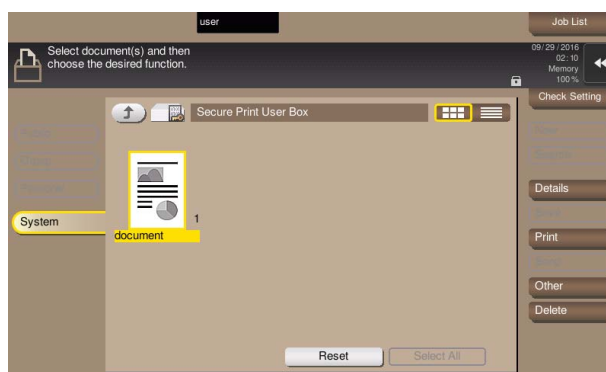 user
Job List
Select document(s) and then
choose the desired function.
09/29/2016
02:10
Memory
100 %
Check Setting
Secure Print User Box
Details
System
1
document
Print
Other
Delete
Reset
Select All